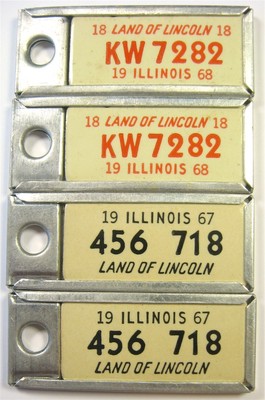 18 LAND OF LINCOLN 18
KW 7282
19 ILLINOIS 68
18 LAND OF LINCOLN 18
KW 7282
19 ILLINOIS 68
19 ILLINOIS 67
456 718
LAND OF LINCOLN
19 ILLINOIS 67
456 718
LAND OF LINCOLN